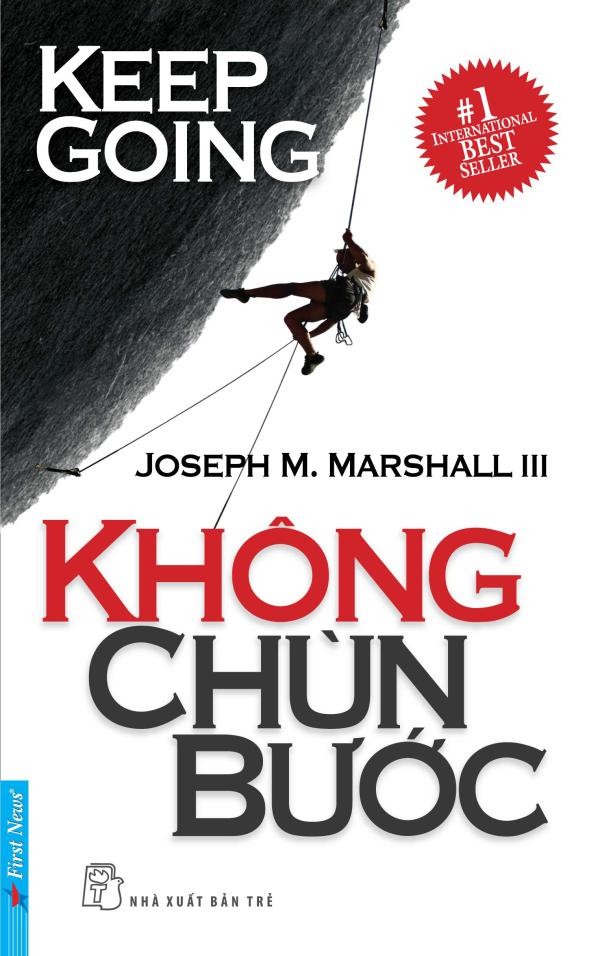 KEEP
GOING
#1
INTERNATIONAL
BEST
SELLER
JOSEPH M. MARSHALL III
KHÔNG
CHÙN
BƯỚC
First News®
T
NHÀ XUẤT BẢN TRẺ